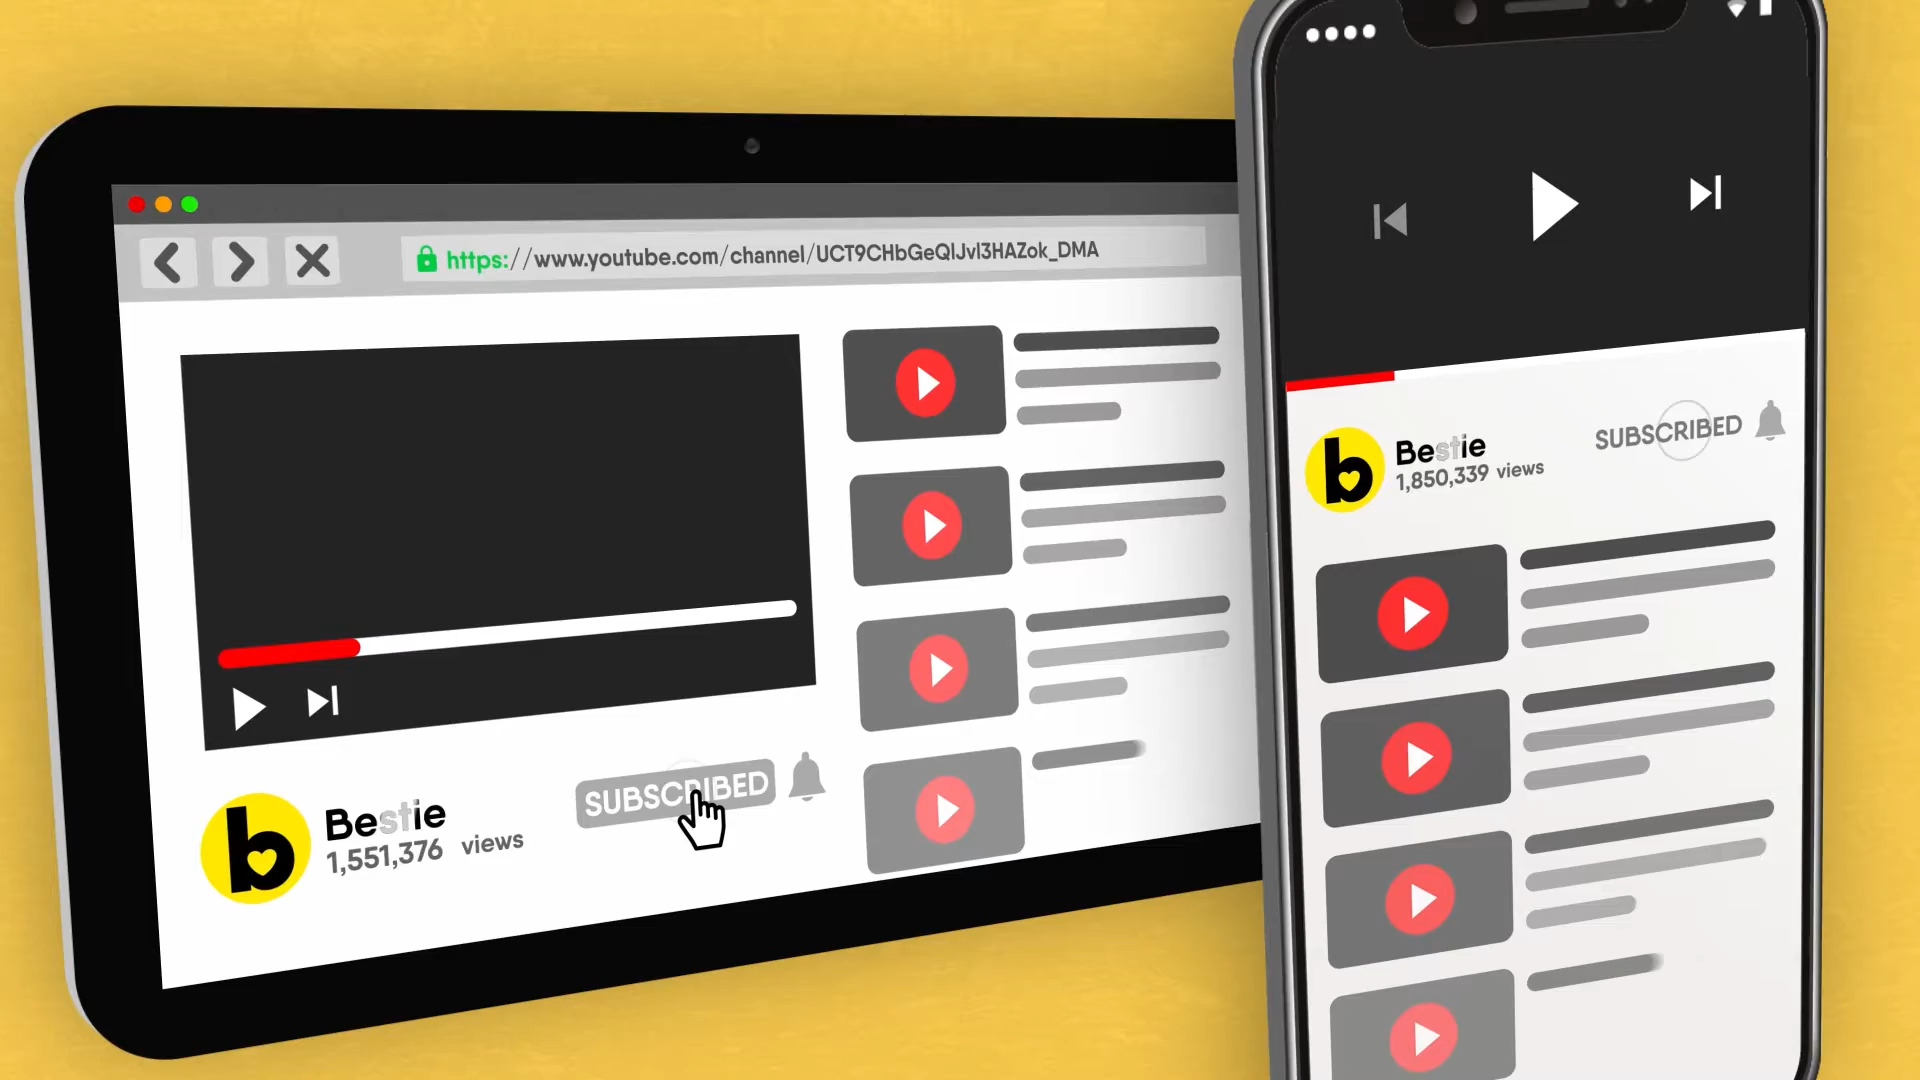 https://www.youtube.com/channel/UCT9CHbGeQlJvl3HAZok_DMA
SUBSCRIBED
b Bestie
1,551,376 views
SUBSCRIBED
b Bestie
1,850,339 views